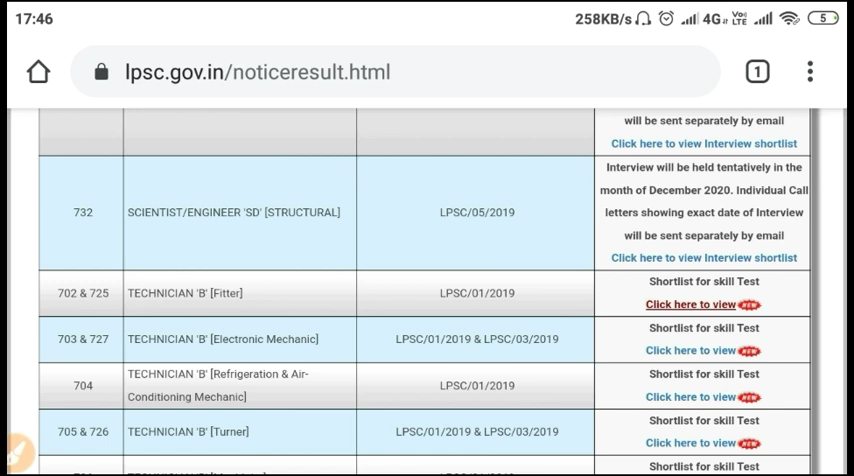 17:46
258KB/s 4G Vo) LTE 5
lpsc.gov.in/noticeresult.html
1
will be sent separately by email
Click here to view Interview shortlist
732
SCIENTIST/ENGINEER 'SD' [STRUCTURAL]
LPSC/05/2019
Interview will be held tentatively in the
month of December 2020. Individual Call
letters showing exact date of Interview
will be sent separately by email
Click here to view Interview shortlist
702 & 725
TECHNICIAN 'B' [Fitter]
LPSC/01/2019
Shortlist for skill Test
Click here to view NEW
703 & 727
TECHNICIAN 'B' [Electronic Mechanic]
LPSC/01/2019 & LPSC/03/2019
Shortlist for skill Test
Click here to view NEW
704
TECHNICIAN 'B' [Refrigeration & Air-
Conditioning Mechanic]
LPSC/01/2019
Shortlist for skill Test
Click here to view NEW
705 & 726
TECHNICIAN 'B' [Turner]
LPSC/01/2019 & LPSC/03/2019
Shortlist for skill Test
Click here to view NEW
Shortlist for skill Test